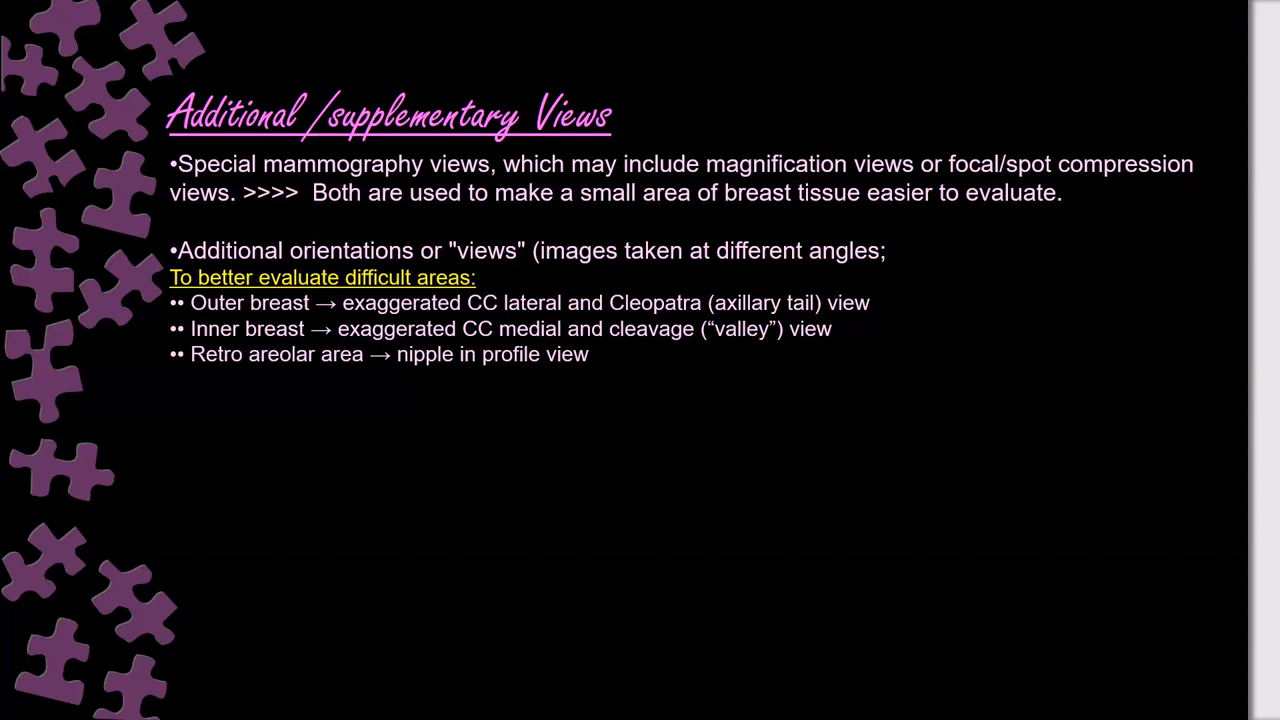 Additional /supplementary Views
•Special mammography views, which may include magnification views or focal/spot compression
views. >>>> Both are used to make a small area of breast tissue easier to evaluate.
•Additional orientations or "views" (images taken at different angles;
To better evaluate difficult areas:
•• Outer breast → exaggerated CC lateral and Cleopatra (axillary tail) view
•• Inner breast → exaggerated CC medial and cleavage (“valley”) view
•• Retro areolar area → nipple in profile view